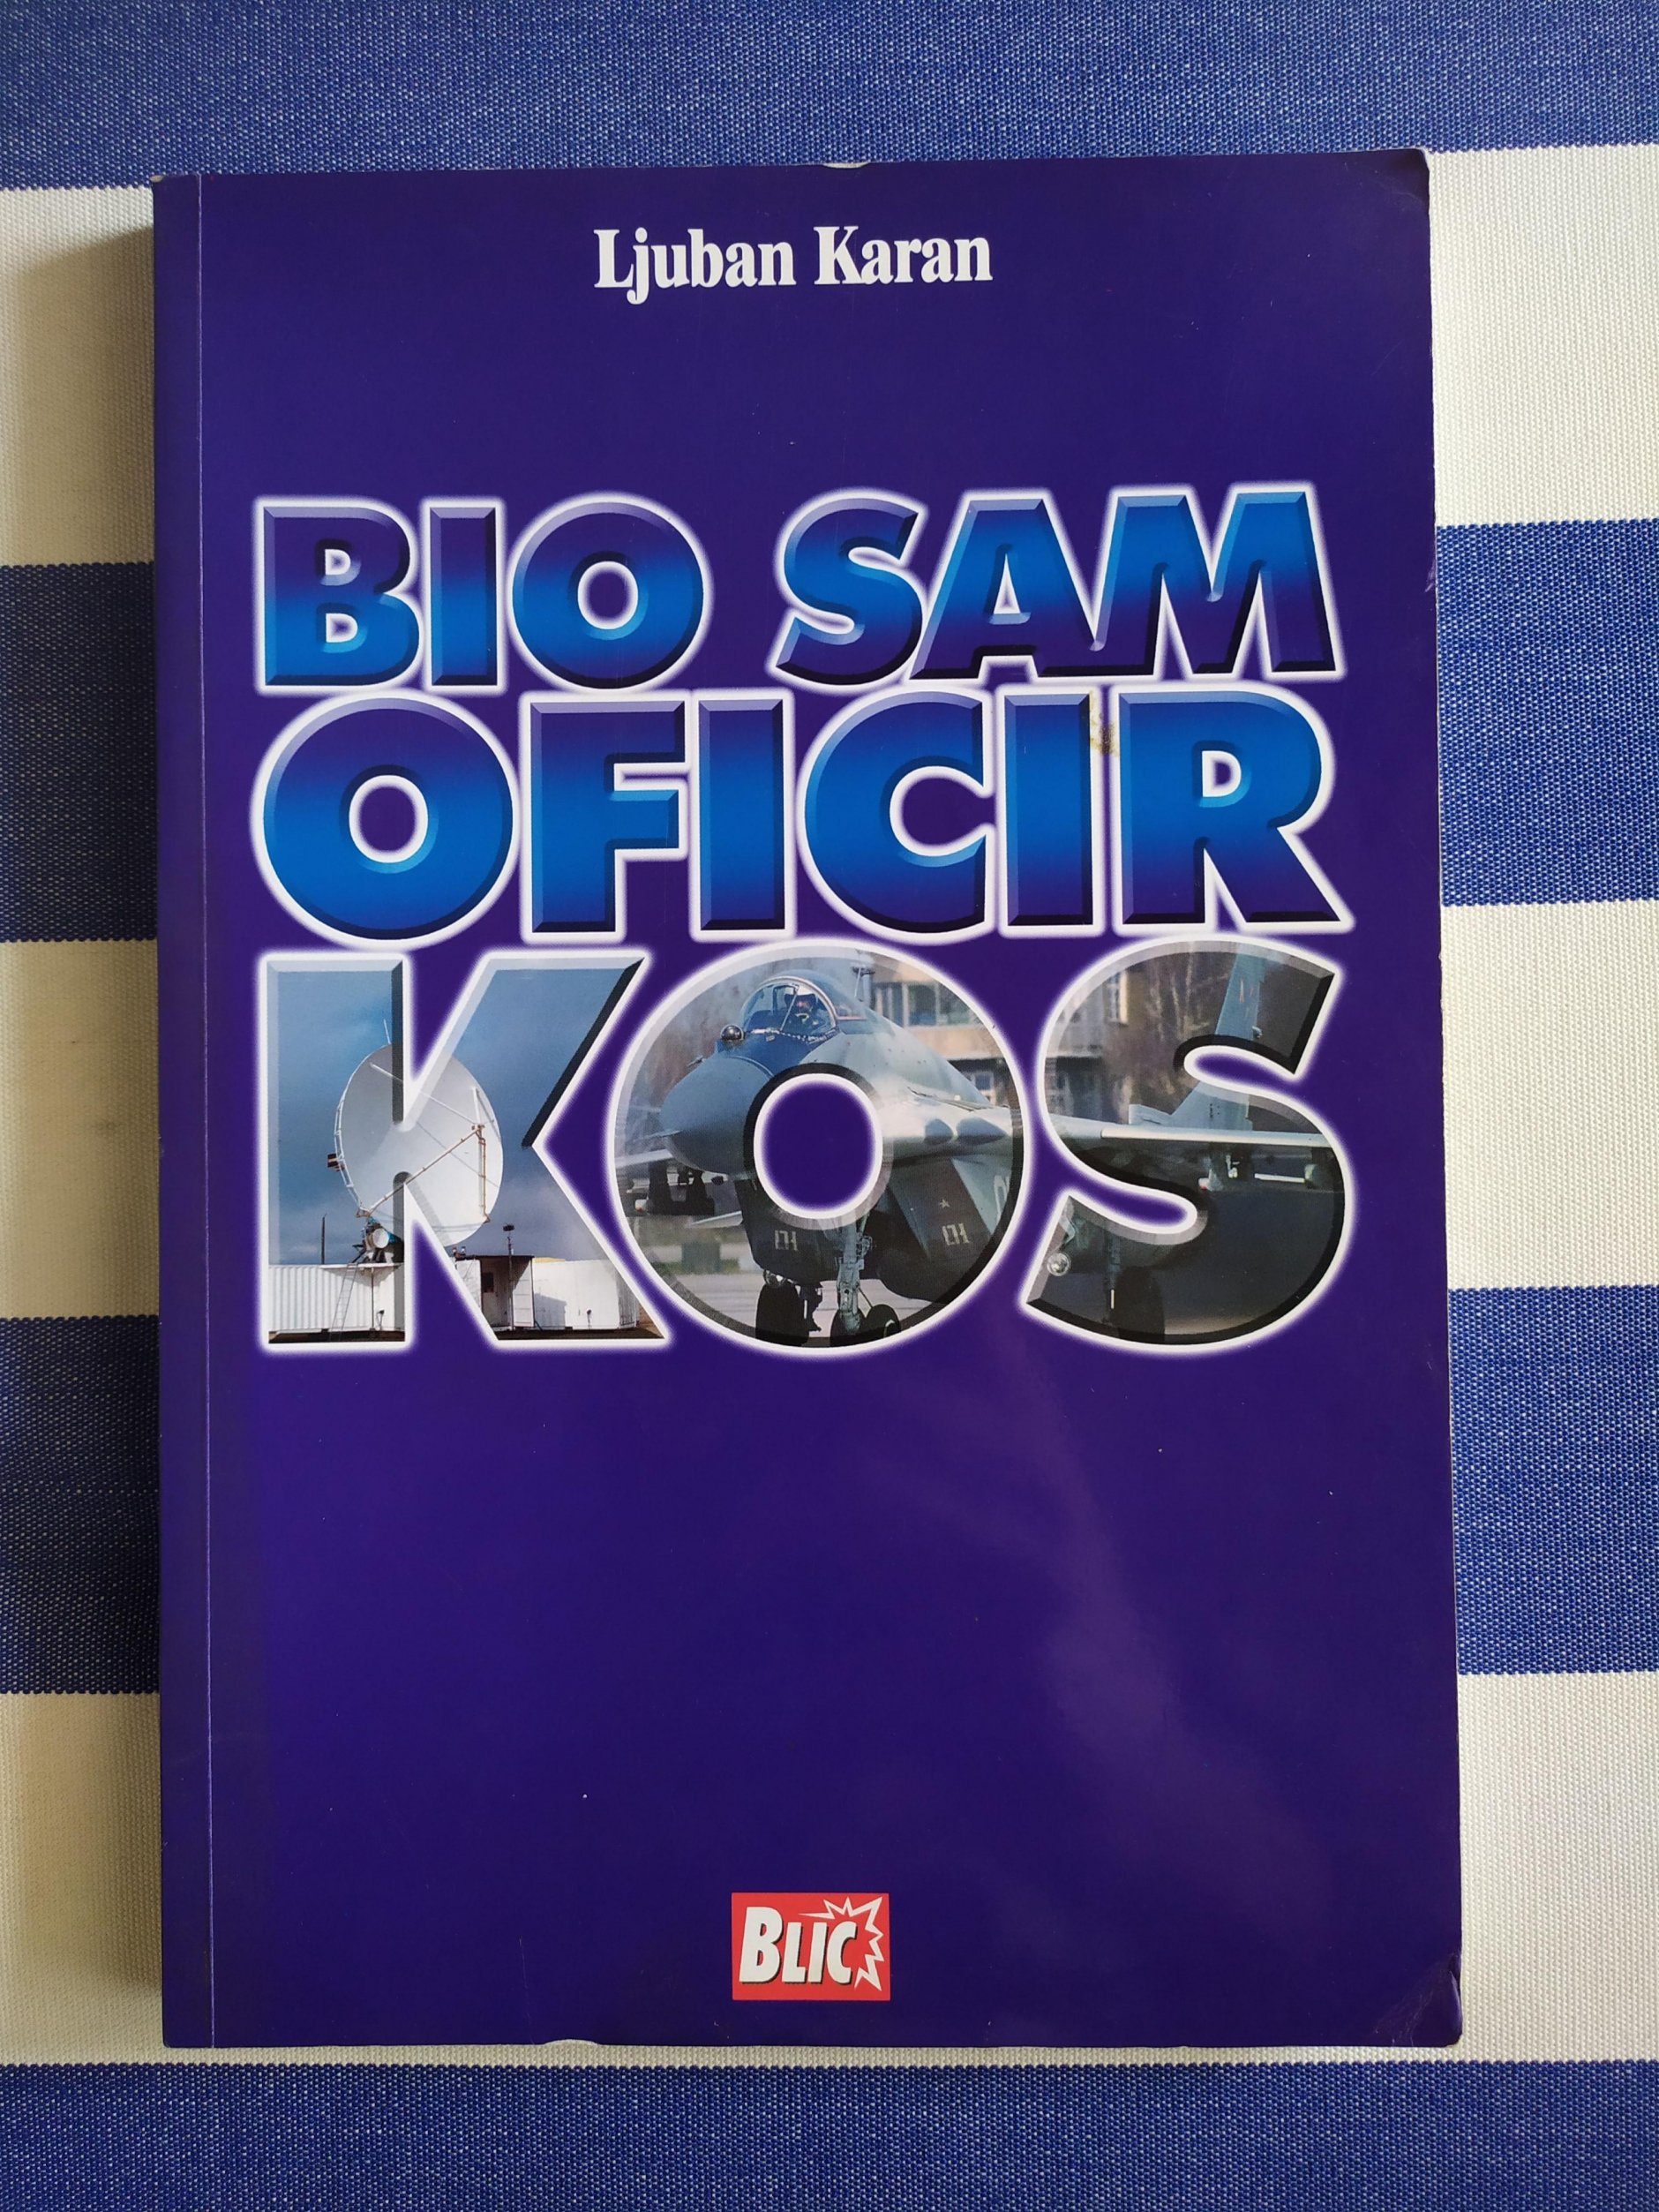 Ljuban Karan
BIO SAM
OFICIR
KOS
BLIC